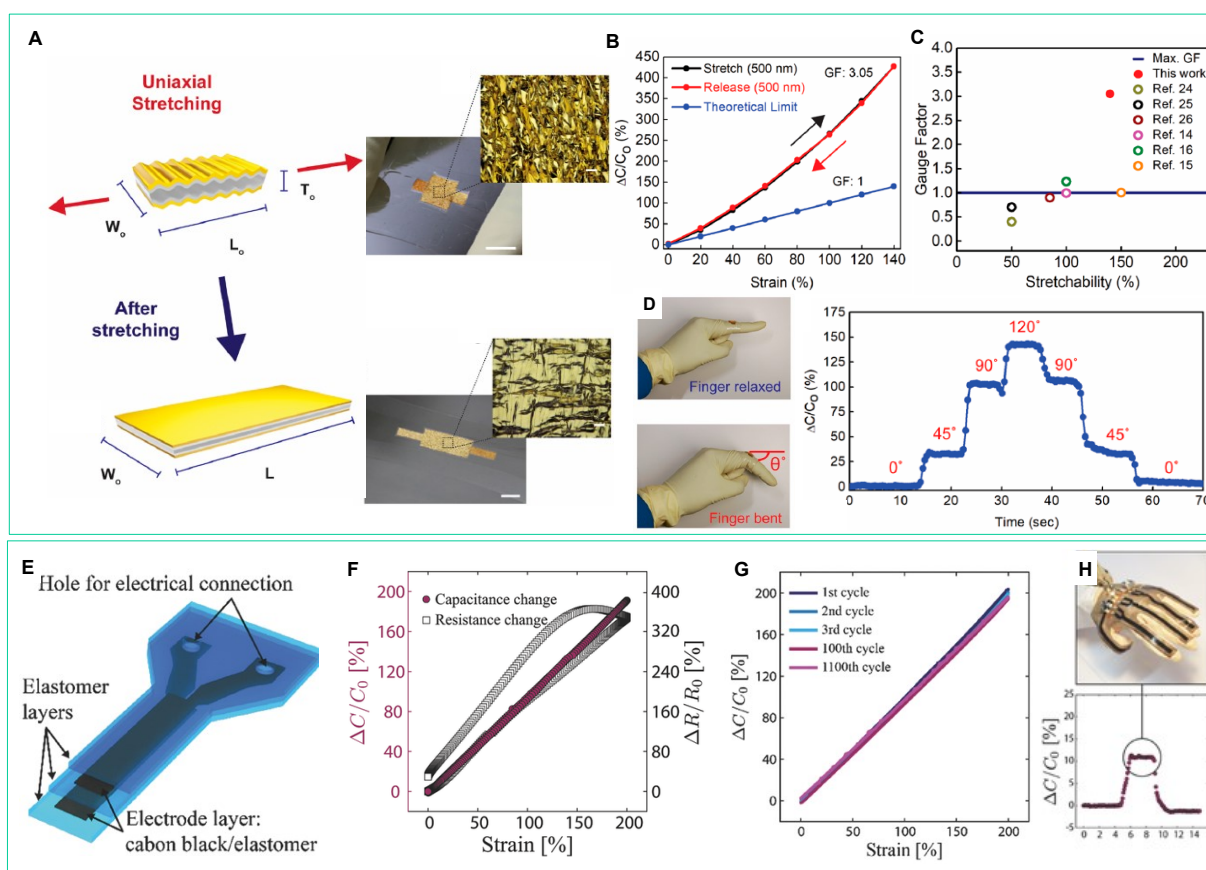 A
Uniaxial
Stretching
Wo
Lo
To
After
stretching
Wo
L
B
ΔC/Co (%)
450
400
350
300
250
200
150
100
50
0
Stretch (500 nm)
Release (500 nm)
Theoretical Limit
GF: 3.05
GF: 1
0 20 40 60 80 100 120 140
Strain (%)
C
Gauge Factor
4.0
3.5
3.0
2.5
2.0
1.5
1.0
0.5
0.0
Max. GF
This work
Ref. 24
Ref. 25
Ref. 26
Ref. 14
Ref. 16
Ref. 15
0 50 100 150 200
Stretchability (%)
D
Finger relaxed
θ°
Finger bent
ΔC/Co (%)
175
150
125
100
75
50
25
0
0°
45°
90°
120°
90°
45°
0°
0 10 20 30 40 50 60 70
Time (sec)
E
Hole for electrical connection
Elastomer
layers
Electrode layer:
cabon black/elastomer
F
ΔC/C0 [%]
200
160
120
80
40
0
Capacitance change
Resistance change
400
380
360
240
160
80
0
ΔR/R0 [%]
0 50 100 150 200
Strain [%]
G
ΔC/C0 [%]
200
160
120
80
40
0
1st cycle
2nd cycle
3rd cycle
100th cycle
1100th cycle
0 50 100 150 200
Strain [%]
H
ΔC/C0 [%]
25
20
15
10
5
0
-5
0 2 4 6 8 10 12 14